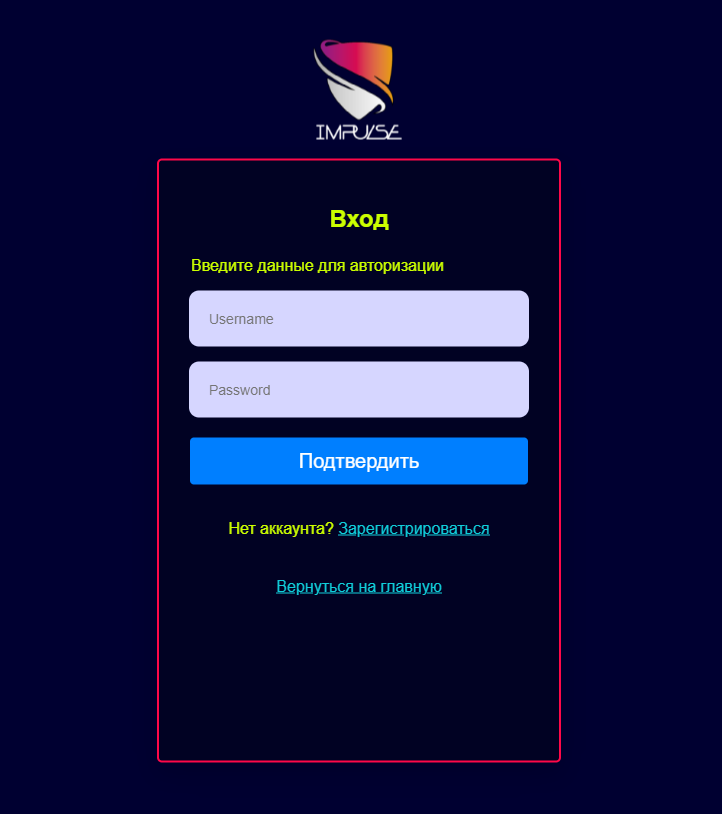 IMPULSE
Вход
Введите данные для авторизации
Username
Password
Подтвердить
Нет аккаунта? Зарегистрироваться
Вернуться на главную